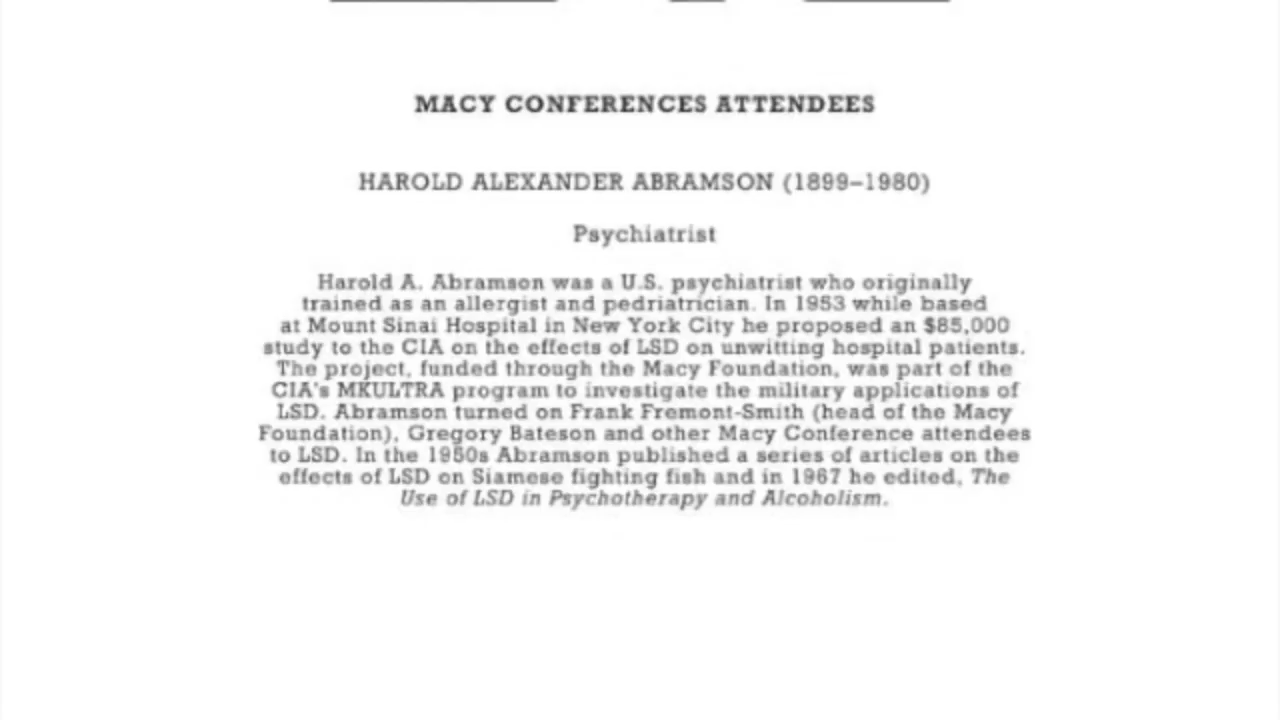 MACY CONFERENCES ATTENDEES
HAROLD ALEXANDER ABRAMSON (1899–1980)
Psychiatrist
Harold A. Abramson was a U.S. psychiatrist who originally
trained as an allergist and pedriatrician. In 1953 while based
at Mount Sinai Hospital in New York City he proposed an $85,000
study to the CIA on the effects of LSD on unwitting hospital patients.
The project, funded through the Macy Foundation, was part of the
CIA's MKULTRA program to investigate the military applications of
LSD. Abramson turned on Frank Fremont-Smith (head of the Macy
Foundation), Gregory Bateson and other Macy Conference attendees
to LSD. In the 1950s Abramson published a series of articles on the
effects of LSD on Siamese fighting fish and in 1967 he edited, The
Use of LSD in Psychotherapy and Alcoholism.